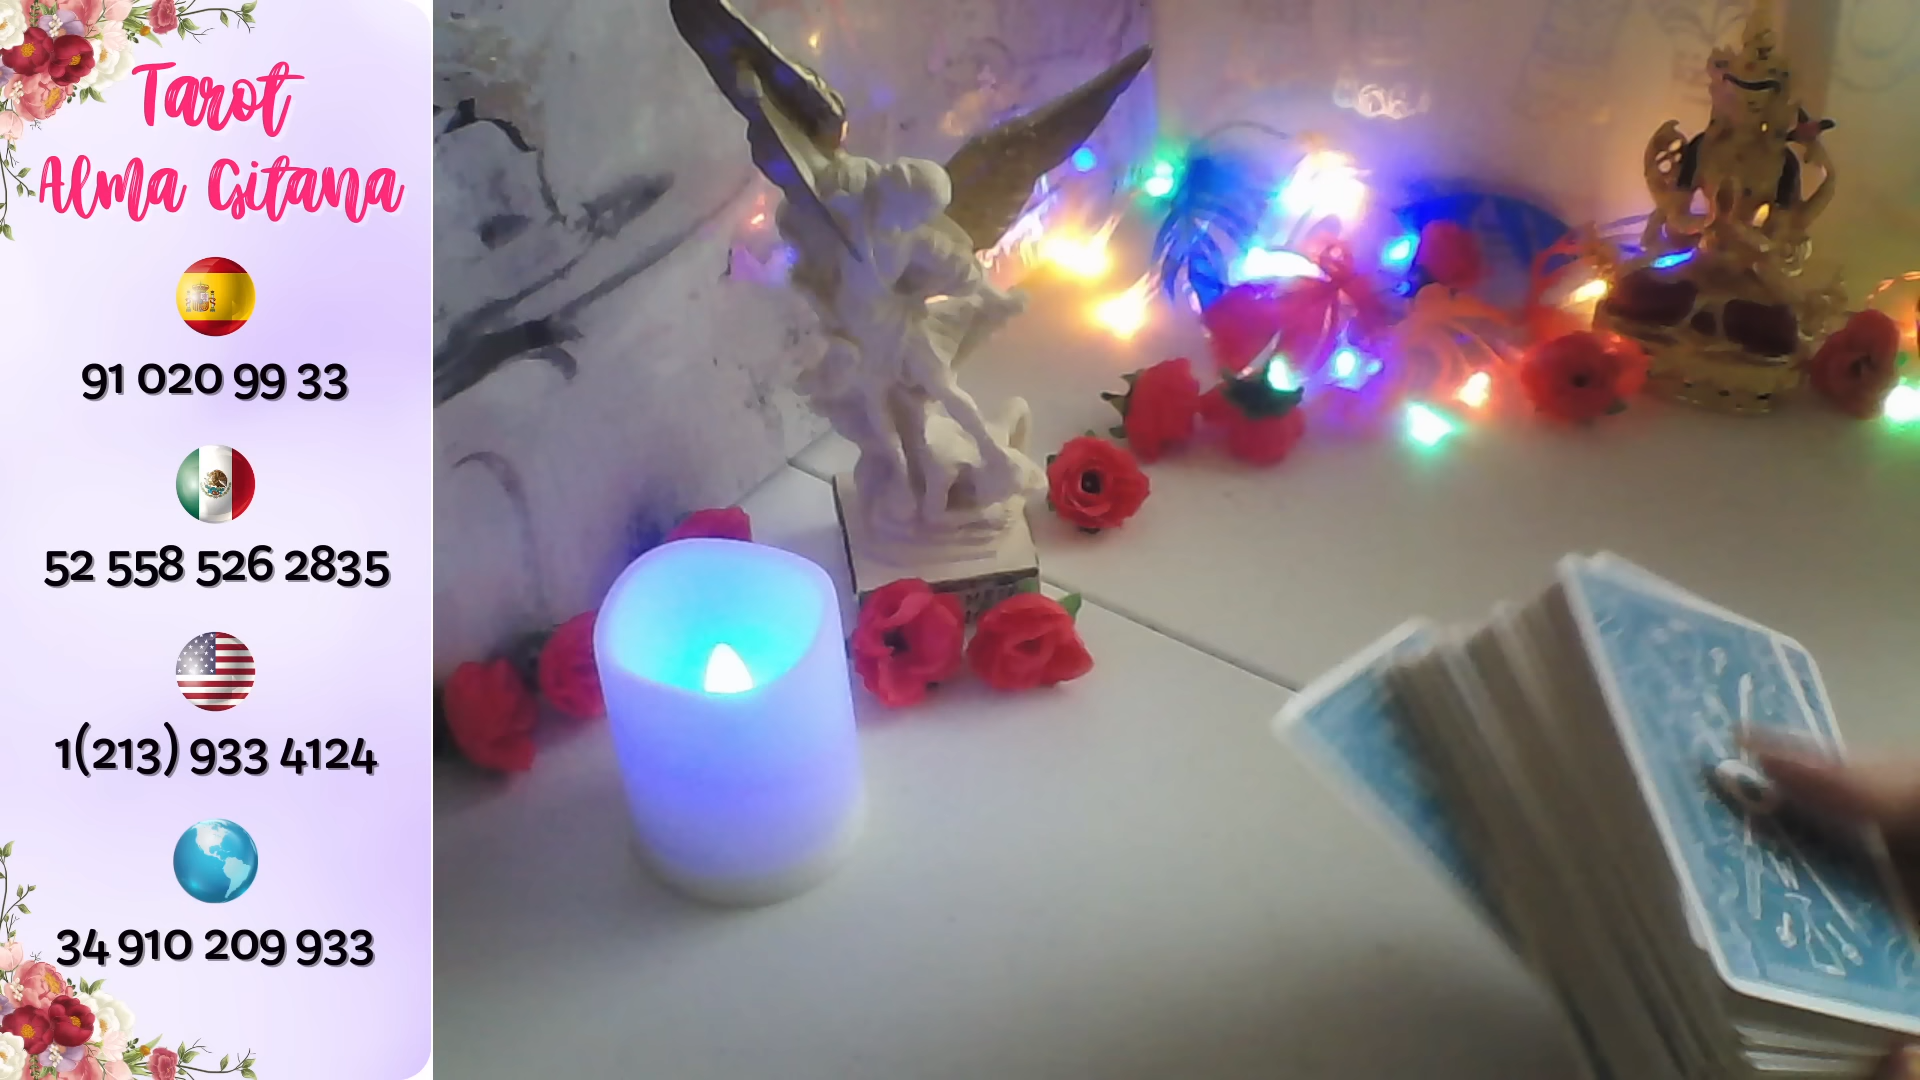 Tarot
Alma Gitana
91 020 99 33
52 558 526 2835
1(213) 933 4124
34 910 209 933